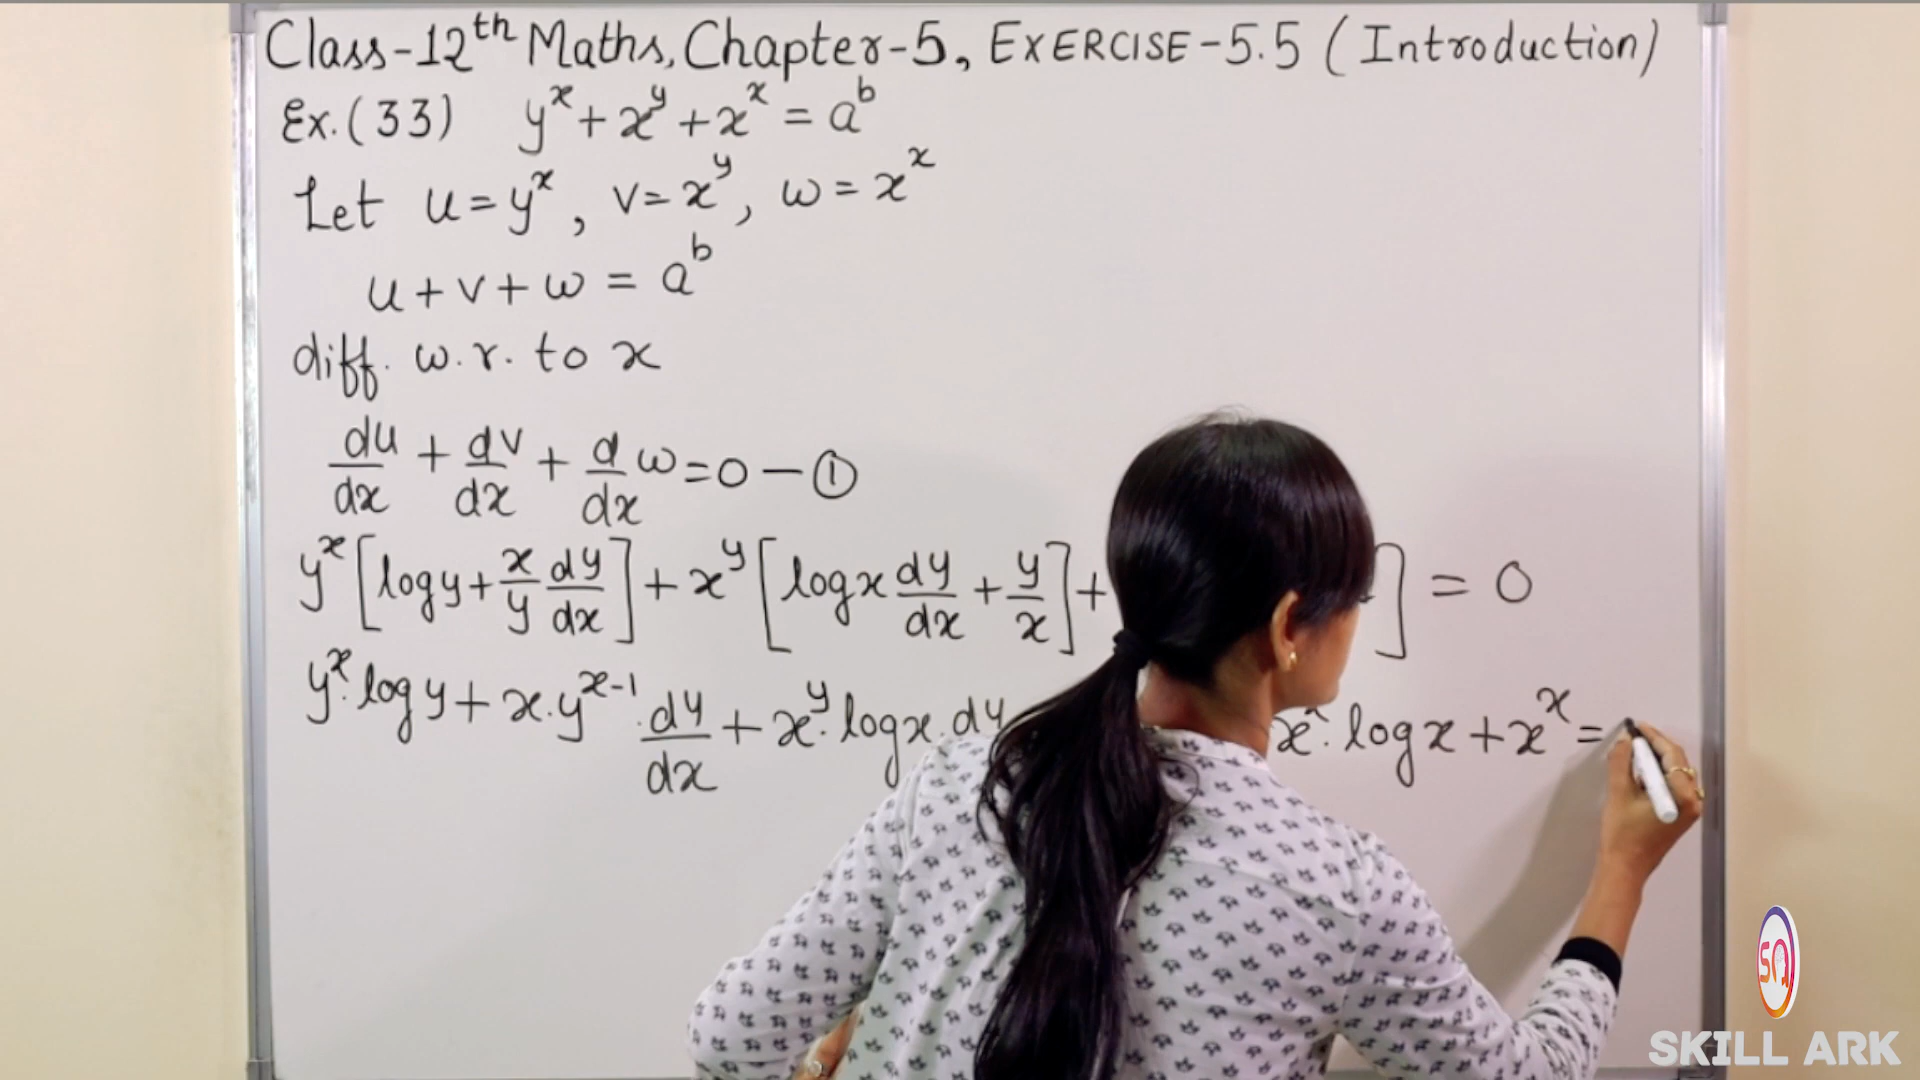 Class-12th Maths, Chapter-5, EXERCISE-5.5 (Introduction)
Ex.(33) y^x + x^y + x^x = a^b
Let u = y^x, v = x^y, w = x^x
u + v + w = a^b
diff. w.r. to x
du/dx + dv/dx + d/dx w = 0 - ①
y^x [log y + x/y dy/dx] + x^y [log x dy/dx + y/x] + ] = 0
y^x. log y + x. y^x-1 . dy/dx + x^y. log x. dy x^x. log x + x^x =
SKILL ARK